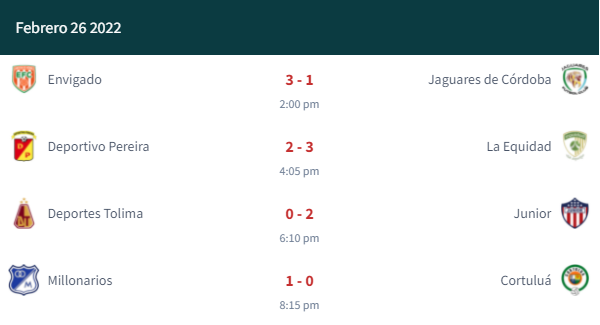 Febrero 26 2022
Envigado 3 - 1 Jaguares de Córdoba
2:00 pm
Deportivo Pereira 2 - 3 La Equidad
4:05 pm
Deportes Tolima 0 - 2 Junior
6:10 pm
Millonarios 1 - 0 Cortuluá
8:15 pm